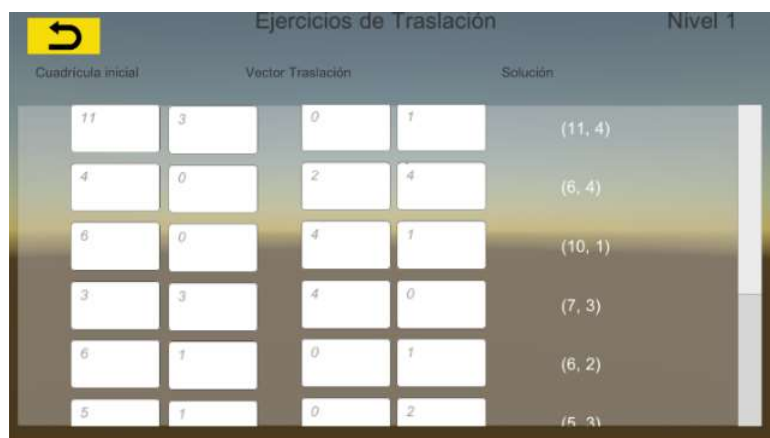 Ejercicios de Traslación Nivel 1
Cuadrícula inicial Vector Traslación Solución
11 3 0 1 (11, 4)
4 0 2 4 (6, 4)
6 0 4 1 (10, 1)
3 3 4 0 (7, 3)
6 1 0 1 (6, 2)
5 1 0 2 (5, 3)